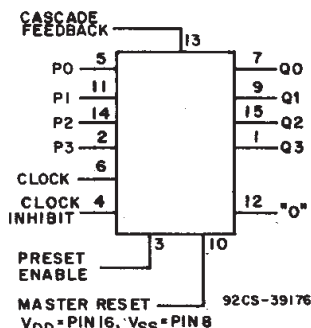 CASCADE
FEEDBACK
13
P0 5 7 Q0
P1 11 9 Q1
P2 14 15 Q2
P3 2 1 Q3
CLOCK 6
CLOCK INHIBIT 4 12 "0"
3 10
PRESET
ENABLE
MASTER RESET 92CS-39176
VDD = PIN 16, VSS = PIN 8